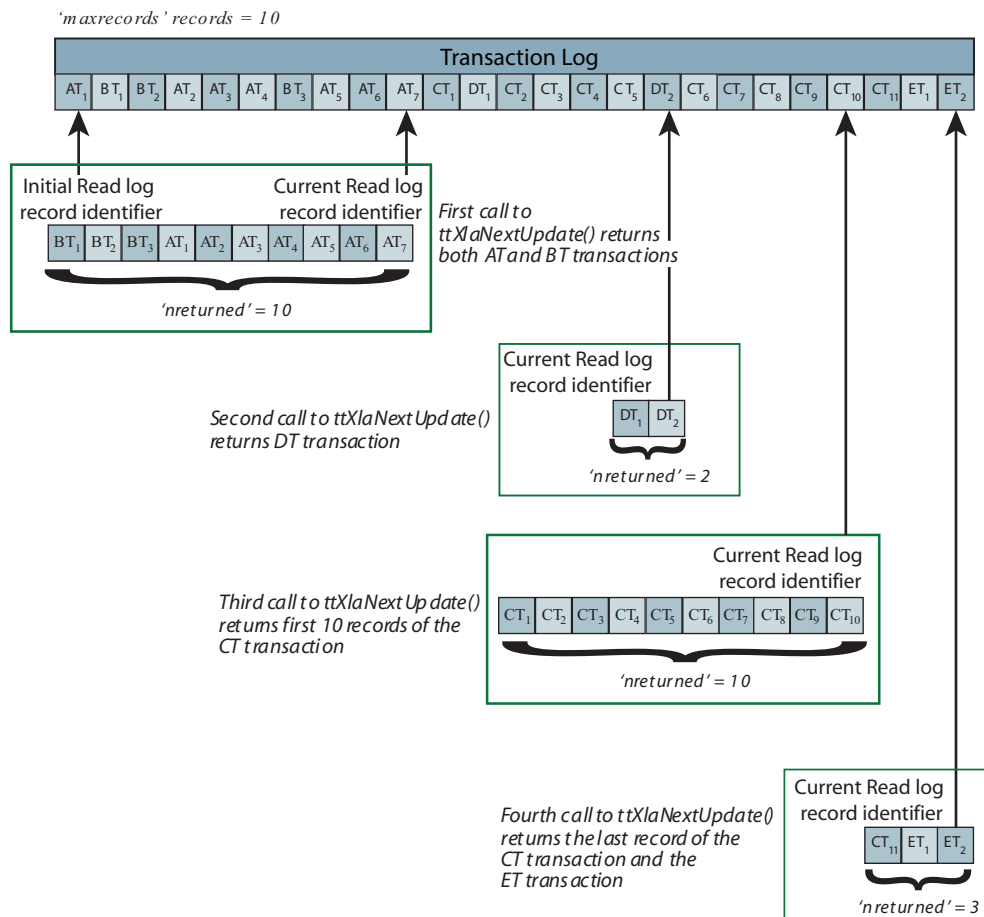 ‘maxrecords’ records = 10
Transaction Log
AT₁ BT₁ BT₂ AT₂ AT₃ AT₄ BT₃ AT₅ AT₆ AT₇ CT₁ DT₁ CT₂ CT₃ CT₄ CT₅ DT₂ CT₆ CT₇ CT₈ CT₉ CT₁₀ CT₁₁ ET₁ ET₂
Initial Read log
record identifier
Current Read log
record identifier
BT₁ BT₂ BT₃ AT₁ AT₂ AT₃ AT₄ AT₅ AT₆ AT₇
‘nreturned’ = 10
First call to
ttXlaNextUpdate() returns
both AT and BT transactions
Current Read log
record identifier
Second call to ttXlaNextUpdate()
returns DT transaction
DT₁ DT₂
‘nreturned’ = 2
Current Read log
record identifier
Third call to ttXlaNextUpdate()
returns first 10 records of the
CT transaction
CT₁ CT₂ CT₃ CT₄ CT₅ CT₆ CT₇ CT₈ CT₉ CT₁₀
‘nreturned’ = 10
Current Read log
record identifier
Fourth call to ttXlaNextUpdate()
returns the last record of the
CT transaction and the
ET transaction
CT₁₁ ET₁ ET₂
‘nreturned’ = 3